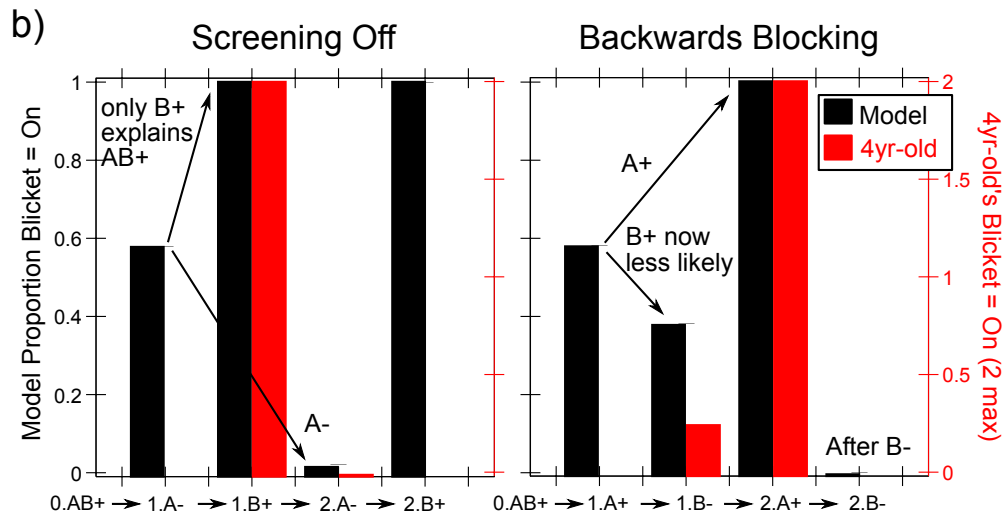 b)
Screening Off
Backwards Blocking
Model Proportion Blicket = On
1
0.8
0.6
0.4
0.2
0
only B+
explains
AB+
A-
A+
B+ now
less likely
After B-
Model
4yr-old
2
1.5
1
0.5
0
4yr-old's Blicket = On (2 max)
0.AB+ → 1.A- → 1.B+ → 2.A- → 2.B+
0.AB+ → 1.A+ → 1.B- → 2.A+ → 2.B-